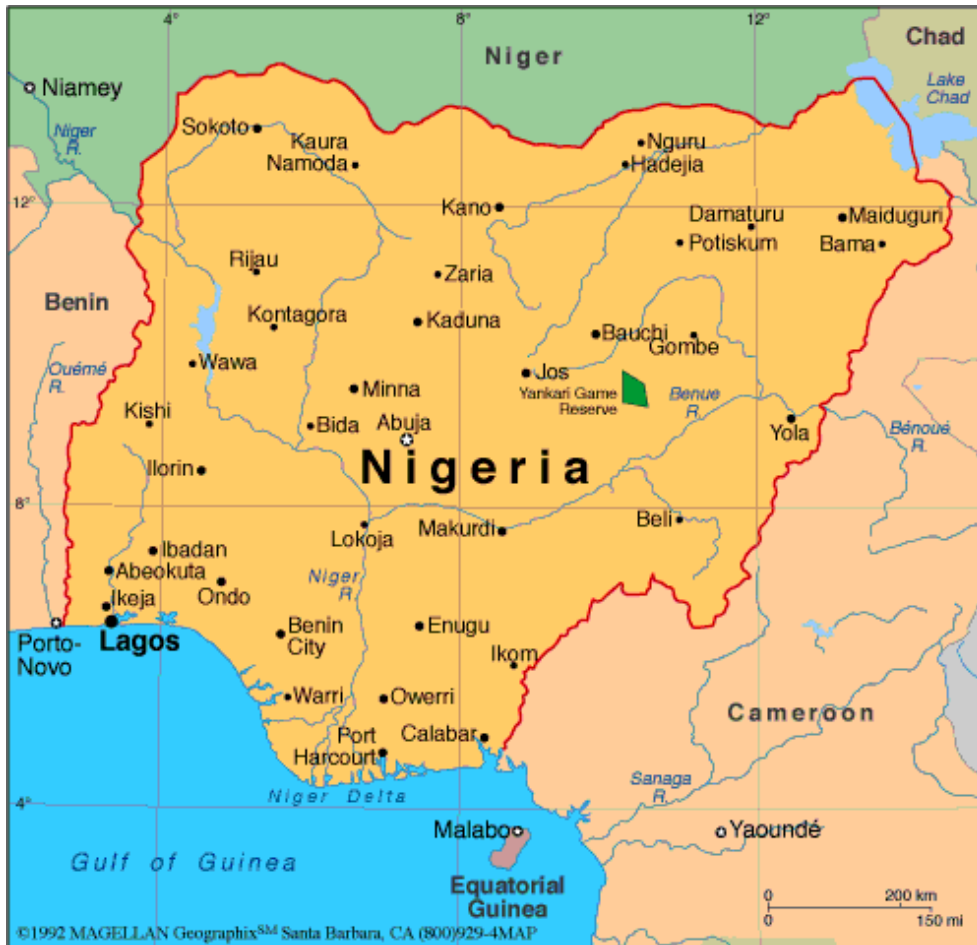 4°
8°
12°
Niger
Chad
Niamey
Lake
Chad
Niger
R.
Sokoto
Kaura
Namoda
Nguru
Hadejia
12°
Kano
Damaturu
Maiduguri
Potiskum
Bama
Rijau
Zaria
Benin
Kontagora
Kaduna
Bauchi
Gombe
Ouémé
R.
Wawa
Jos
Minna
Yankari Game
Reserve
Benue
R.
Kishi
Bida
Abuja
Yola
Bénoué
R.
Nigeria
Ilorin
8°
Lokoja
Makurdi
Beli
Ibadan
Abeokuta
Niger
R.
Ondo
Ikeja
Lagos
Porto-
Novo
Benin
City
Enugu
Ikom
Warri
Owerri
Cameroon
Port
Harcourt
Calabar
Sanaga
R.
Niger Delta
4°
Malabo
Yaoundé
Gulf of Guinea
Equatorial
Guinea
0 200 km
0 150 mi
©1992 MAGELLAN Geographix℠ Santa Barbara, CA (800)929-4MAP